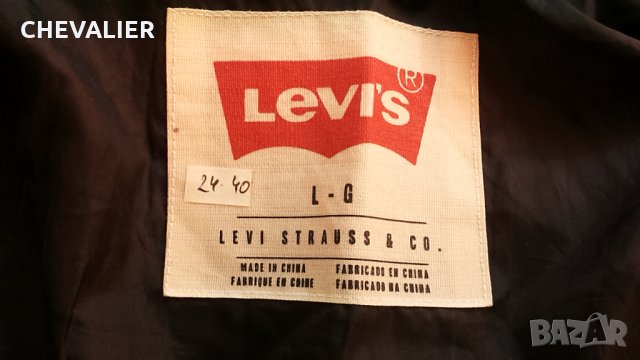 CHEVALIER
LEVI'S ®
24-40
L-G
LEVI STRAUSS & CO.
MADE IN CHINA FABRICADO EN CHINA
FABRIQUE EN CHINE FABRICADO NA CHINA
BAZAR